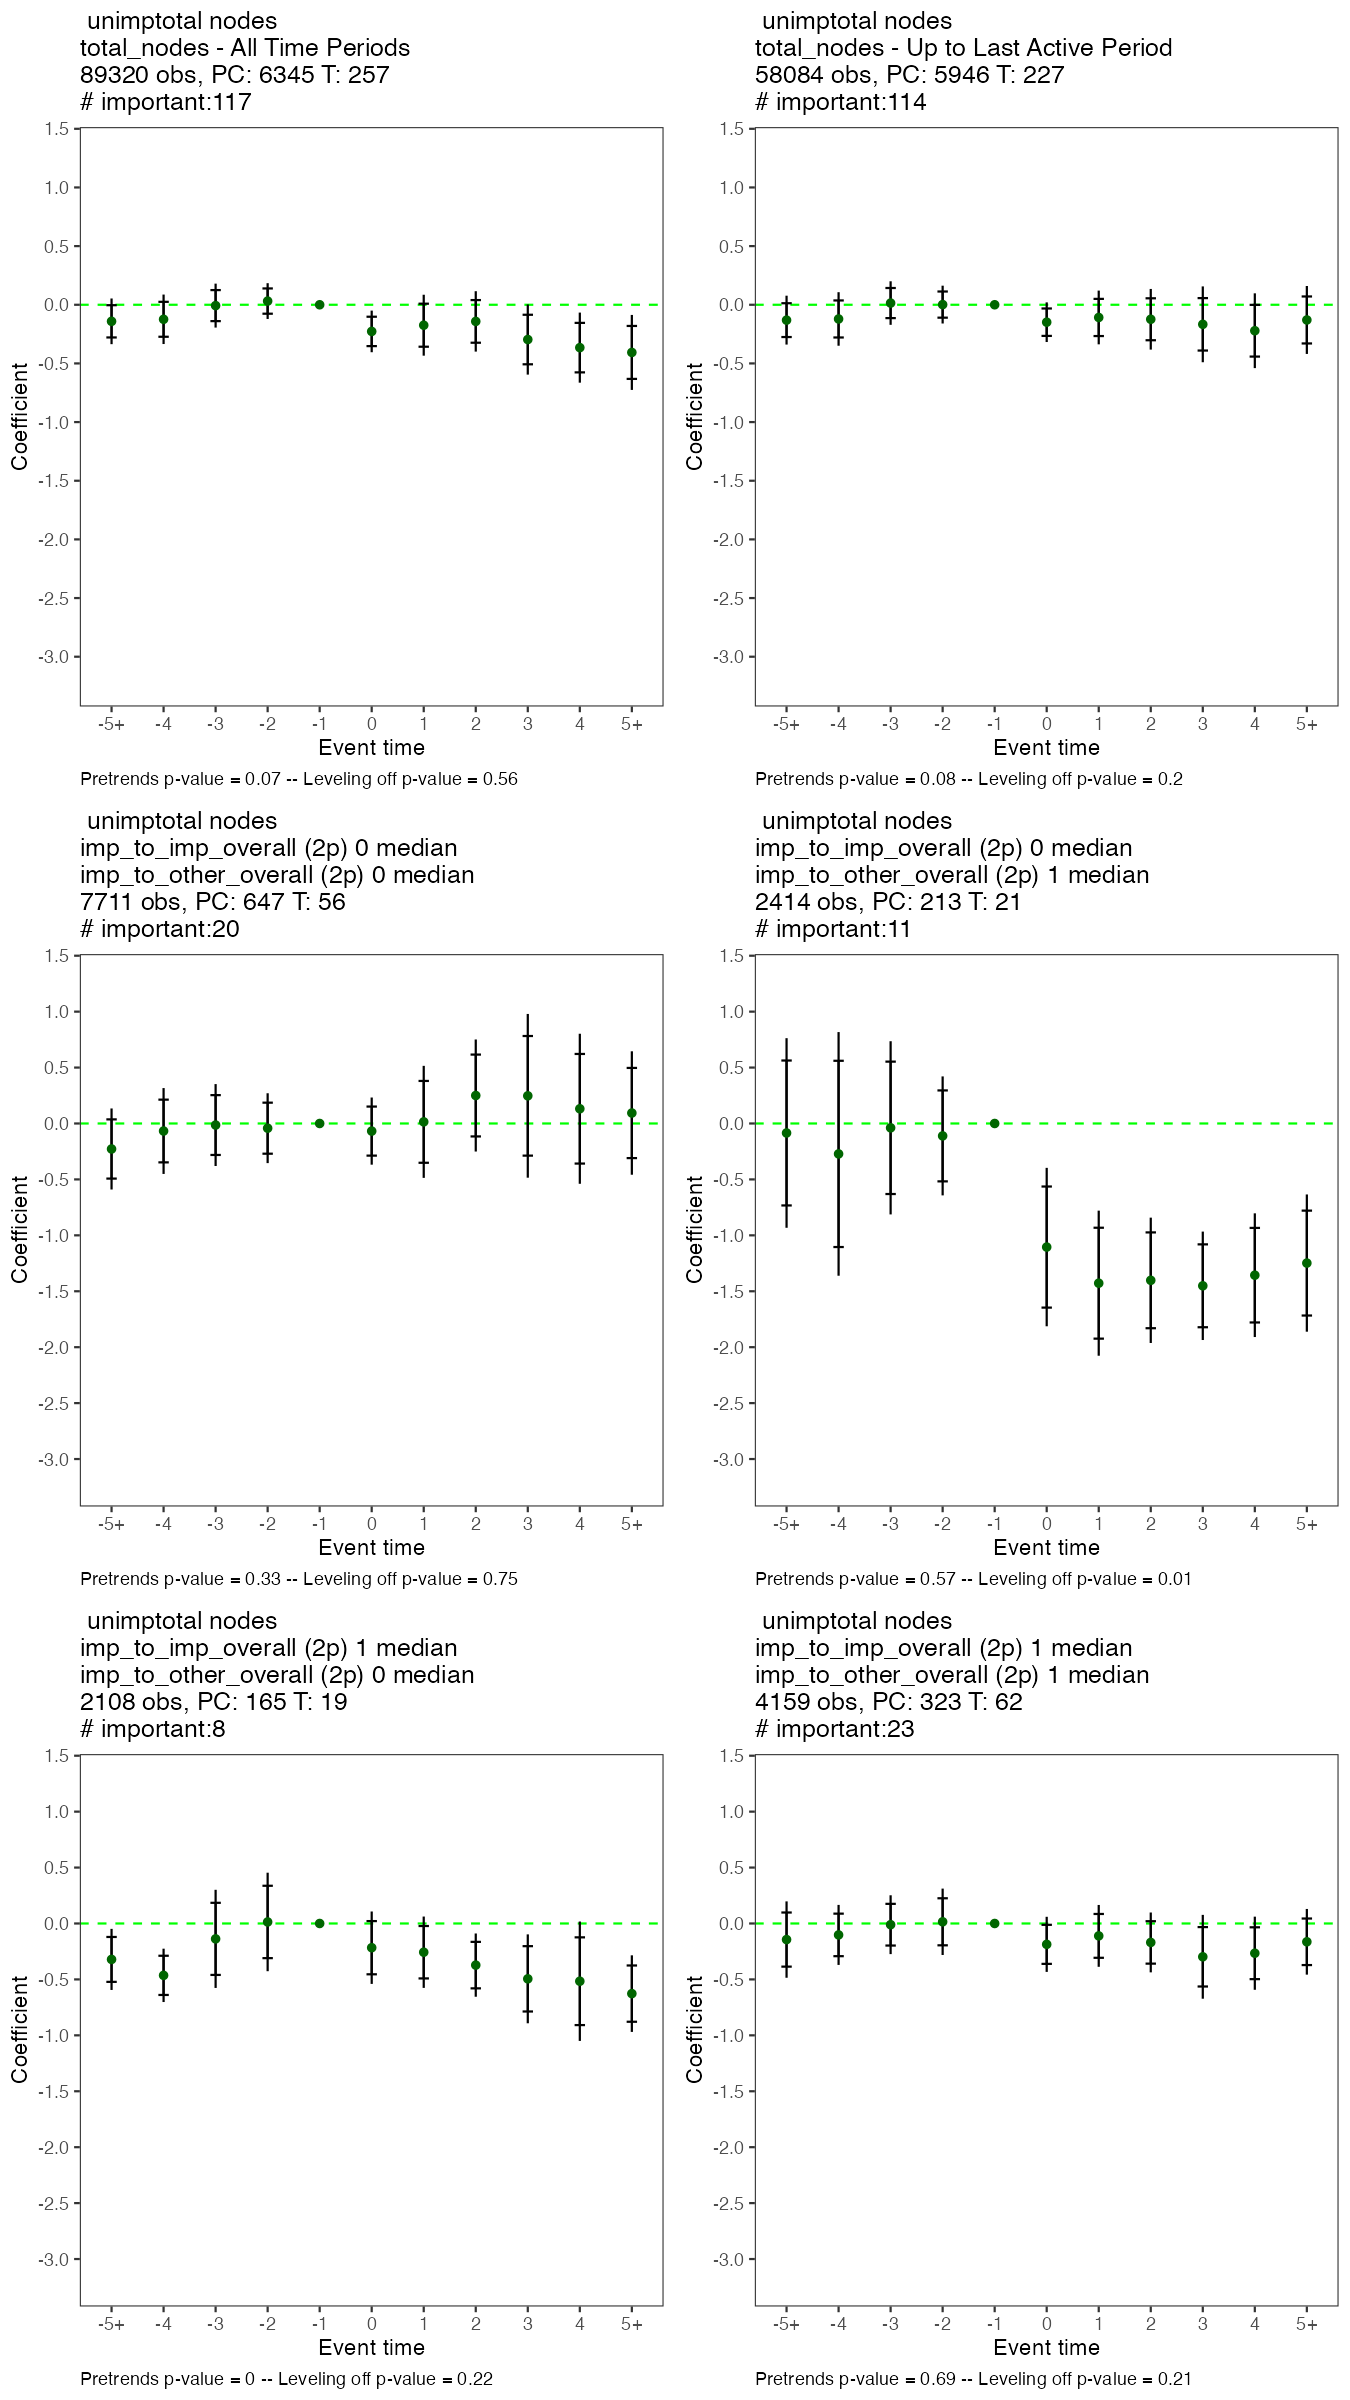 unimptotal nodes
total_nodes - All Time Periods
89320 obs, PC: 6345 T: 257
# important:117
1.5
1.0
0.5
0.0
-0.5
-1.0
-1.5
-2.0
-2.5
-3.0
Coefficient
-5+ -4 -3 -2 -1 0 1 2 3 4 5+
Event time
Pretrends p-value = 0.07 -- Leveling off p-value = 0.56
unimptotal nodes
total_nodes - Up to Last Active Period
58084 obs, PC: 5946 T: 227
# important:114
1.5
1.0
0.5
0.0
-0.5
-1.0
-1.5
-2.0
-2.5
-3.0
Coefficient
-5+ -4 -3 -2 -1 0 1 2 3 4 5+
Event time
Pretrends p-value = 0.08 -- Leveling off p-value = 0.2
unimptotal nodes
imp_to_imp_overall (2p) 0 median
imp_to_other_overall (2p) 0 median
7711 obs, PC: 647 T: 56
# important:20
1.5
1.0
0.5
0.0
-0.5
-1.0
-1.5
-2.0
-2.5
-3.0
Coefficient
-5+ -4 -3 -2 -1 0 1 2 3 4 5+
Event time
Pretrends p-value = 0.33 -- Leveling off p-value = 0.75
unimptotal nodes
imp_to_imp_overall (2p) 0 median
imp_to_other_overall (2p) 1 median
2414 obs, PC: 213 T: 21
# important:11
1.5
1.0
0.5
0.0
-0.5
-1.0
-1.5
-2.0
-2.5
-3.0
Coefficient
-5+ -4 -3 -2 -1 0 1 2 3 4 5+
Event time
Pretrends p-value = 0.57 -- Leveling off p-value = 0.01
unimptotal nodes
imp_to_imp_overall (2p) 1 median
imp_to_other_overall (2p) 0 median
2108 obs, PC: 165 T: 19
# important:8
1.5
1.0
0.5
0.0
-0.5
-1.0
-1.5
-2.0
-2.5
-3.0
Coefficient
-5+ -4 -3 -2 -1 0 1 2 3 4 5+
Event time
Pretrends p-value = 0 -- Leveling off p-value = 0.22
unimptotal nodes
imp_to_imp_overall (2p) 1 median
imp_to_other_overall (2p) 1 median
4159 obs, PC: 323 T: 62
# important:23
1.5
1.0
0.5
0.0
-0.5
-1.0
-1.5
-2.0
-2.5
-3.0
Coefficient
-5+ -4 -3 -2 -1 0 1 2 3 4 5+
Event time
Pretrends p-value = 0.69 -- Leveling off p-value = 0.21